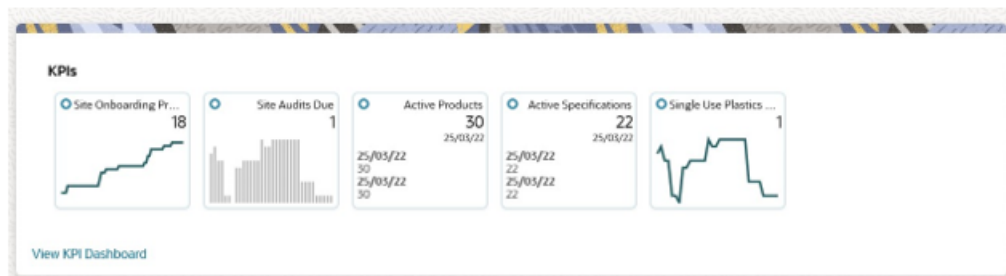 KPIs
Site Onboarding Pr...
18
Site Audits Due
1
Active Products
30
25/03/22
25/03/22
30
25/03/22
30
Active Specifications
22
25/03/22
25/03/22
22
25/03/22
22
Single Use Plastics ...
1
View KPI Dashboard